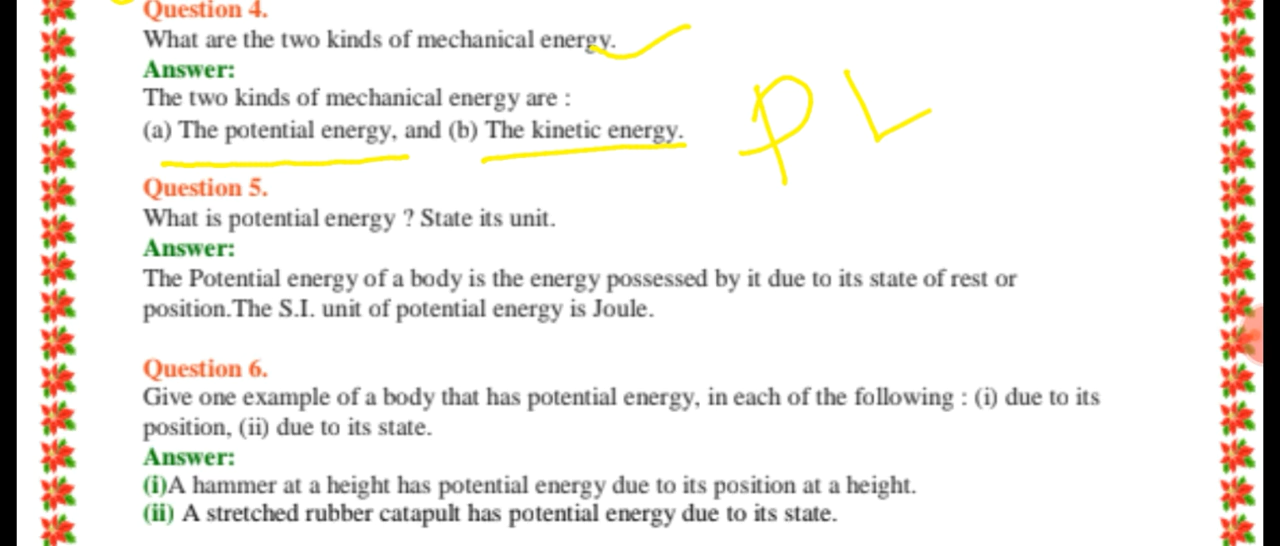 Question 4.
What are the two kinds of mechanical energy.
Answer:
The two kinds of mechanical energy are :
(a) The potential energy, and (b) The kinetic energy.
P L
Question 5.
What is potential energy ? State its unit.
Answer:
The Potential energy of a body is the energy possessed by it due to its state of rest or
position.The S.I. unit of potential energy is Joule.
Question 6.
Give one example of a body that has potential energy, in each of the following : (i) due to its
position, (ii) due to its state.
Answer:
(i)A hammer at a height has potential energy due to its position at a height.
(ii) A stretched rubber catapult has potential energy due to its state.